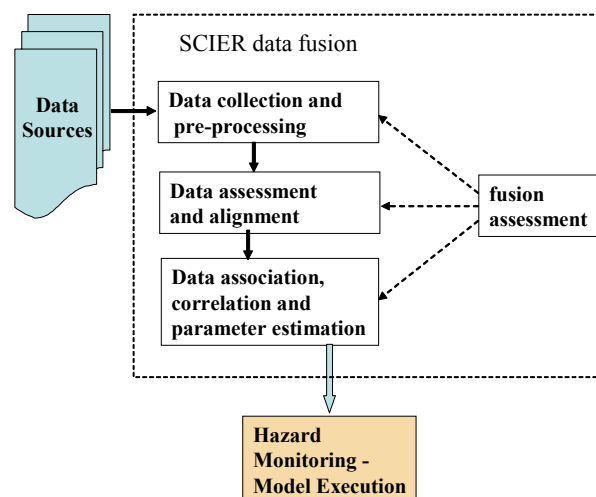 SCIER data fusion
Data
Sources
Data collection and
pre-processing
Data assessment
and alignment
fusion
assessment
Data association,
correlation and
parameter estimation
Hazard
Monitoring -
Model Execution